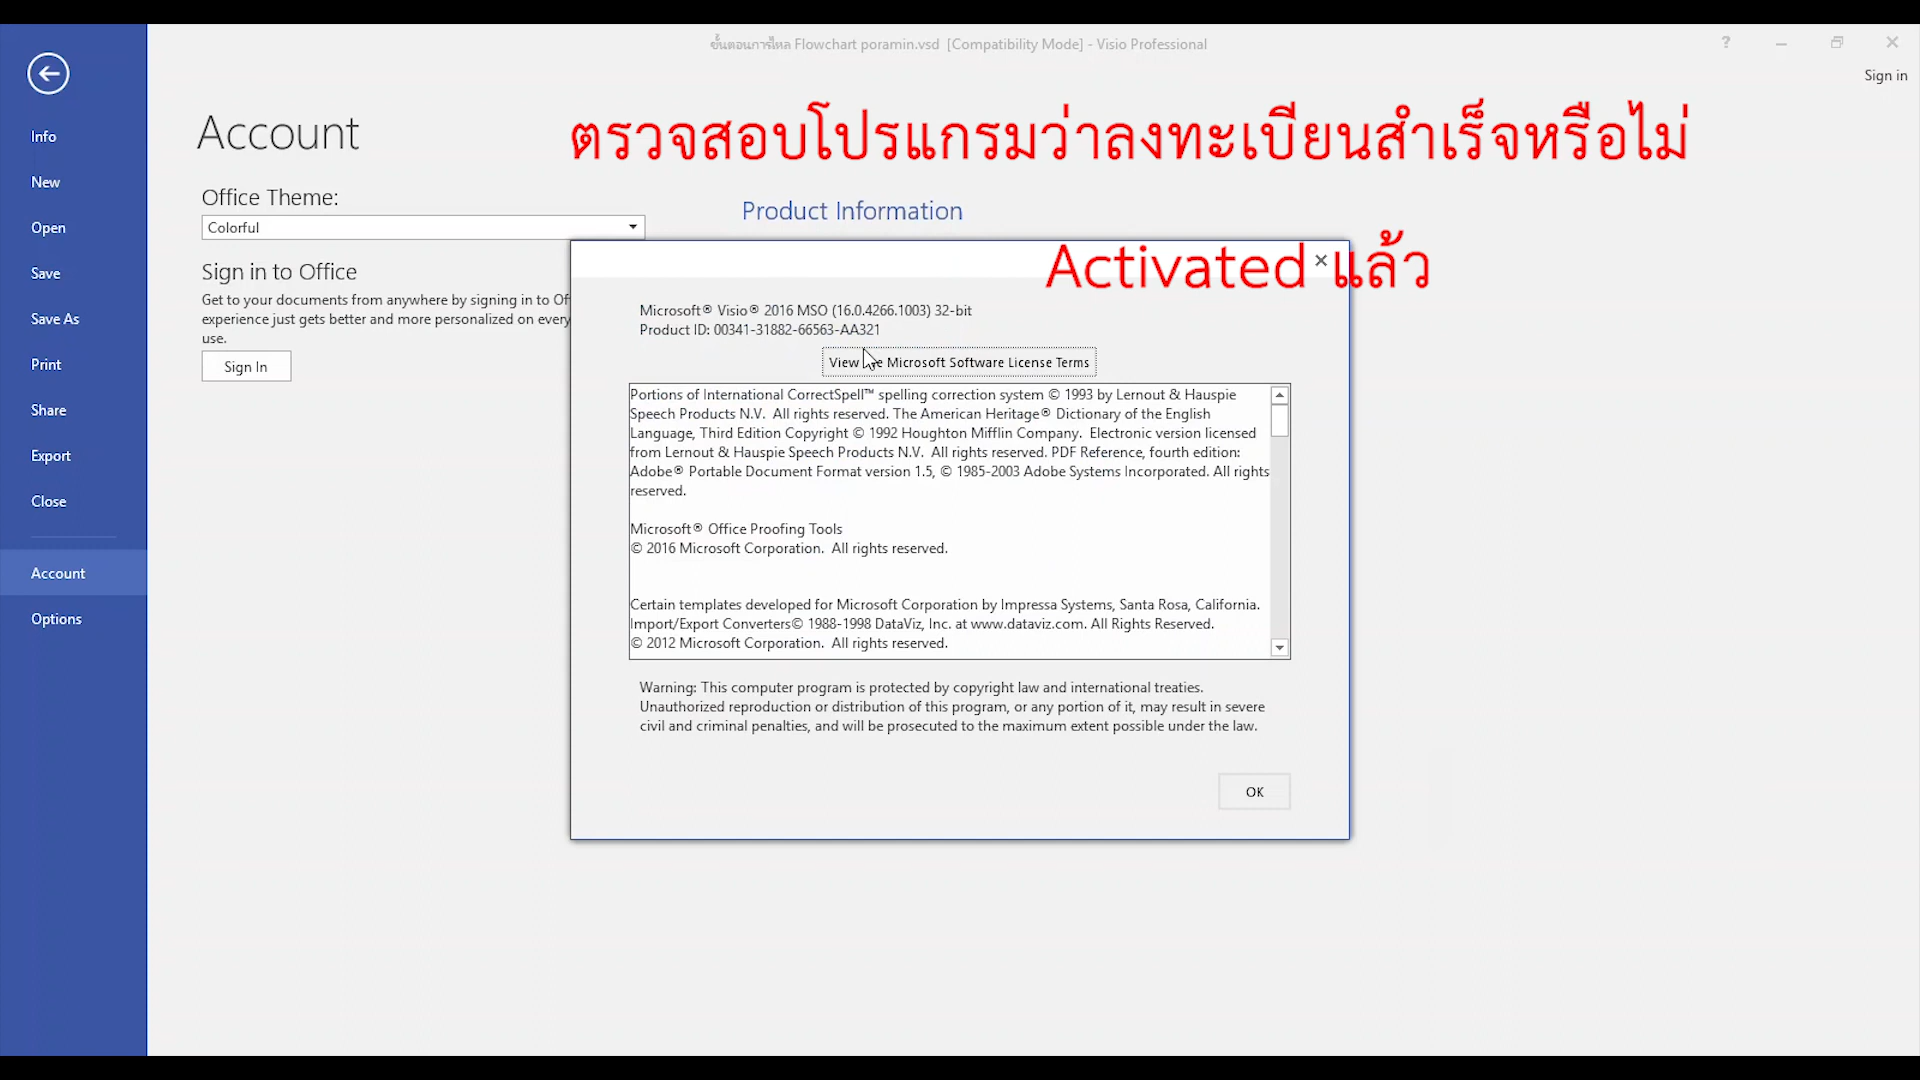 ขั้นตอนการไหล Flowchart poramin.vsd [Compatibility Mode] - Visio Professional
?
Sign in
Info
New
Open
Save
Save As
Print
Share
Export
Close
Account
Options
Account
ตรวจสอบโปรแกรมว่าลงทะเบียนสำเร็จหรือไม่
Office Theme:
Colorful
Product Information
Sign in to Office
Get to your documents from anywhere by signing in to
experience just gets better and more personalized on every
use.
Sign In
Activated แล้ว
Microsoft® Visio® 2016 MSO (16.0.4266.1003) 32-bit
Product ID: 00341-31882-66563-AA321
View Microsoft Software License Terms
Portions of International CorrectSpell™ spelling correction system © 1993 by Lernout & Hauspie
Speech Products N.V. All rights reserved. The American Heritage® Dictionary of the English
Language, Third Edition Copyright © 1992 Houghton Mifflin Company. Electronic version licensed
from Lernout & Hauspie Speech Products N.V. All rights reserved. PDF Reference, fourth edition:
Adobe® Portable Document Format version 1.5, © 1985-2003 Adobe Systems Incorporated. All rights
reserved.
Microsoft® Office Proofing Tools
© 2016 Microsoft Corporation. All rights reserved.
Certain templates developed for Microsoft Corporation by Impressa Systems, Santa Rosa, California.
Import/Export Converters© 1988-1998 DataViz, Inc. at www.dataviz.com. All Rights Reserved.
© 2012 Microsoft Corporation. All rights reserved.
Warning: This computer program is protected by copyright law and international treaties.
Unauthorized reproduction or distribution of this program, or any portion of it, may result in severe
civil and criminal penalties, and will be prosecuted to the maximum extent possible under the law.
OK